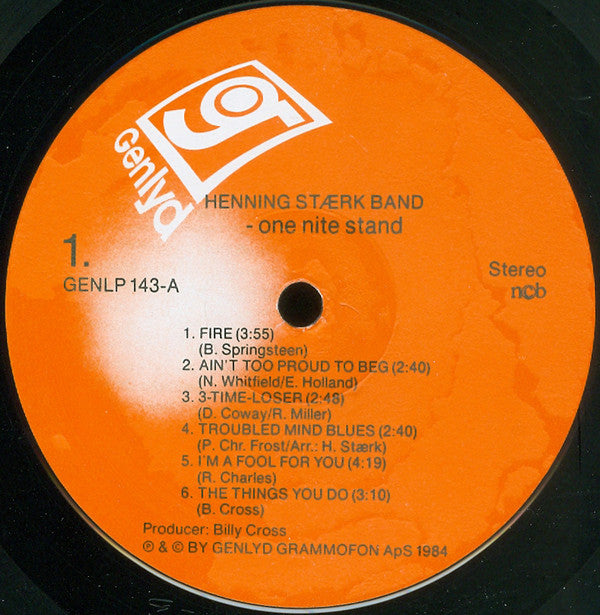 Genlyd
HENNING STÆRK BAND
- one nite stand
1.
GENLP 143-A
Stereo
ncb
1. FIRE (3:55)
(B. Springsteen)
2. AIN'T TOO PROUD TO BEG (2:40)
(N. Whitfield/E. Holland)
3. 3-TIME-LOSER (2:48)
(D. Coway/R. Miller)
4. TROUBLED MIND BLUES (2:40)
(P. Chr. Frost/Arr.: H. Stærk)
5. I'M A FOOL FOR YOU (4:19)
(R. Charles)
6. THE THINGS YOU DO (3:10)
(B. Cross)
Producer: Billy Cross
℗ & © BY GENLYD GRAMMOFON ApS 1984